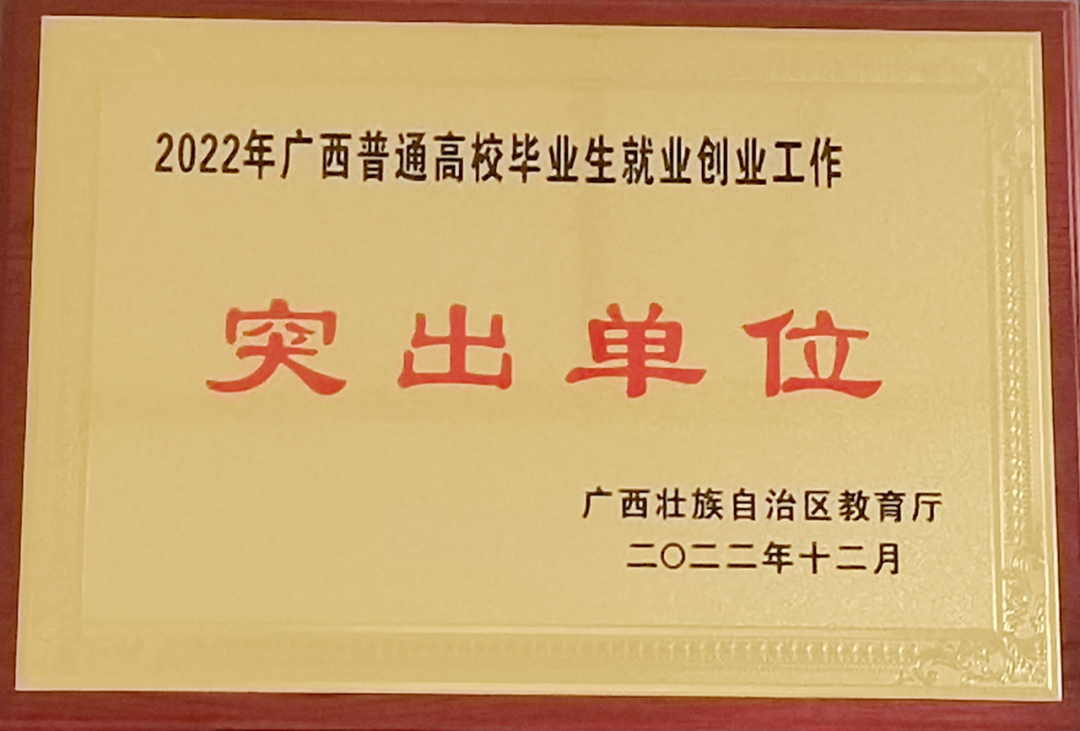 2022年广西普通高校毕业生就业创业工作
突出单位
广西壮族自治区教育厅
二〇二二年十二月